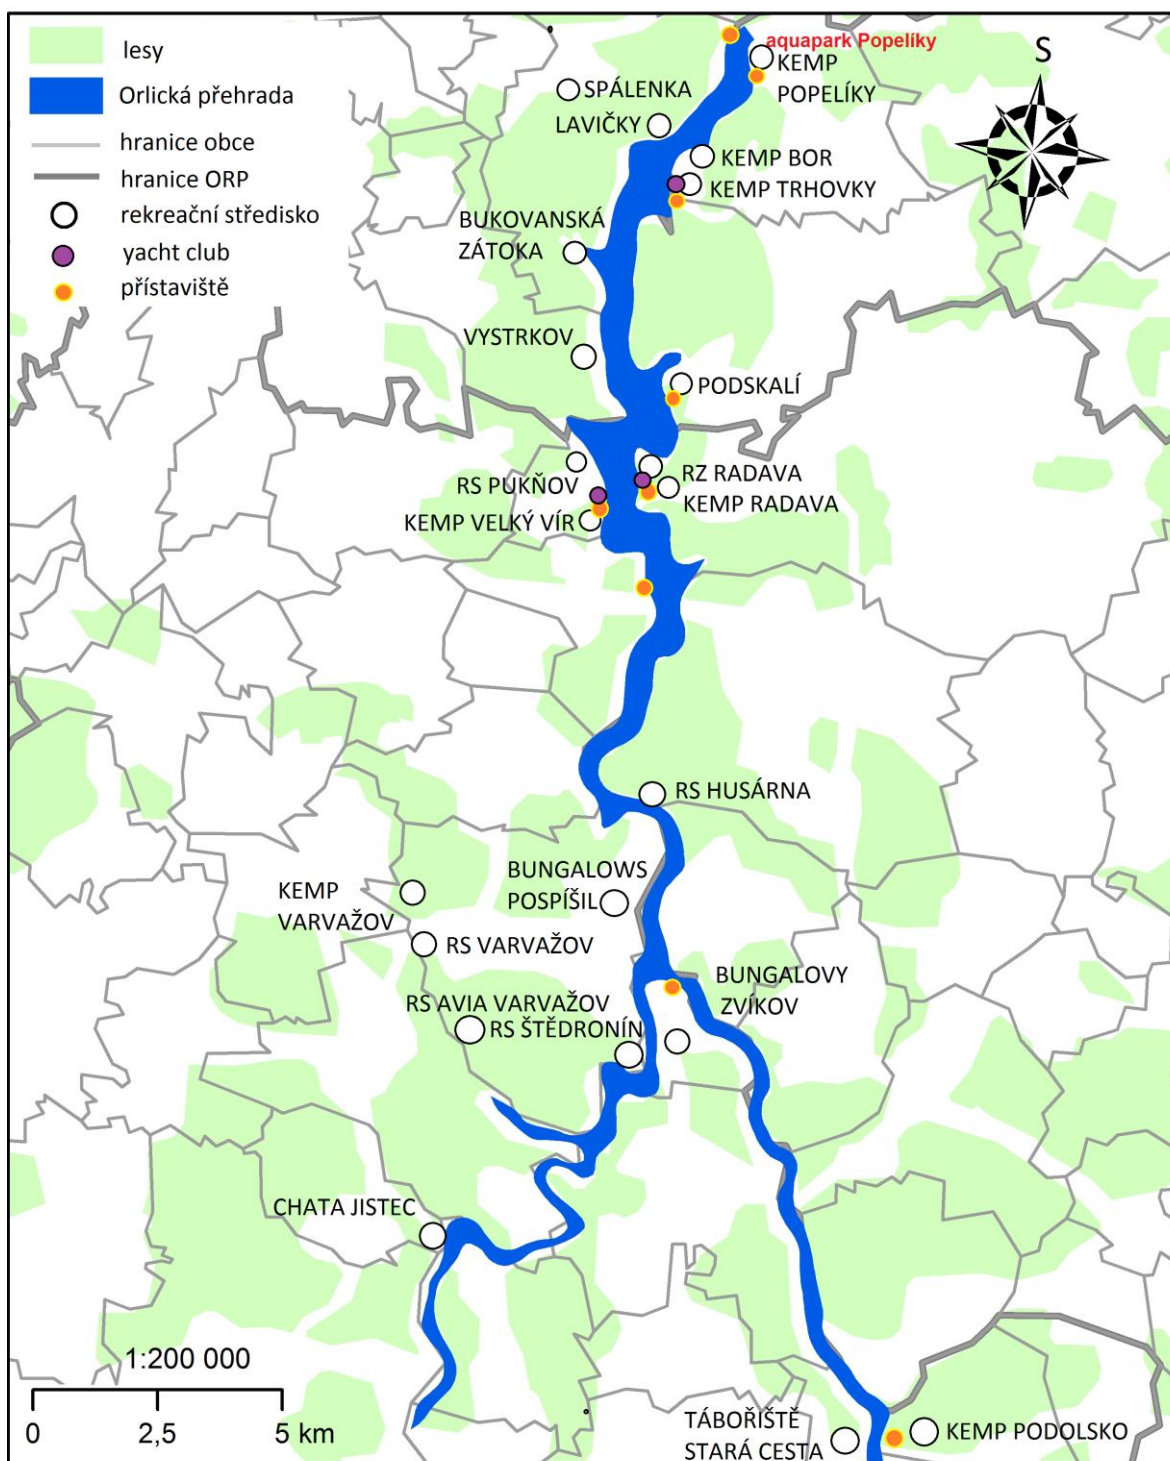 lesy
Orlická přehrada
hranice obce
hranice ORP
rekreační středisko
yacht club
přístaviště
aquapark Popelíky
KEMP
POPELÍKY
S
SPÁLENKA
LAVIČKY
KEMP BOR
KEMP TRHOVKY
BUKOVANSKÁ
ZÁTOKA
VYSTRKOV
PODSKALÍ
RZ RADAVA
RS PUKŇOV
KEMP RADAVA
KEMP VELKÝ VÍR
RS HUSÁRNA
BUNGALOWS
POSPÍŠIL
KEMP
VARVAŽOV
RS VARVAŽOV
BUNGALOVY
ZVÍKOV
RS AVIA VARVAŽOV
RS ŠTĚDRONÍN
CHATA JISTEC
1:200 000
0 2,5 5 km
TÁBOŘIŠTĚ
STARÁ CESTA
KEMP PODOLSKO